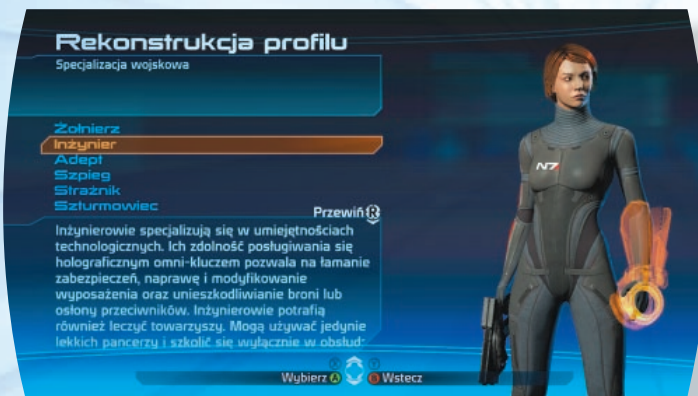 Rekonstrukcja profilu
Specjalizacja wojskowa
Żołnierz
Inżynier
Adept
Szpieg
Strażnik
Szturmowiec
Przewiń R
Inżynierowie specjalizują się w umiejętnościach
technologicznych. Ich zdolność posługiwania się
holograficznym omni-kluczem pozwala na łamanie
zabezpieczeń, naprawę i modyfikowanie
wyposażenia oraz unieszkodliwianie broni lub
osłony przeciwników. Inżynierowie potrafią
również leczyć towarzyszy. Mogą używać jedynie
lekkich pancerzy i szkolić się wyłącznie w
N7
X Y
Wybierz A B Wstecz